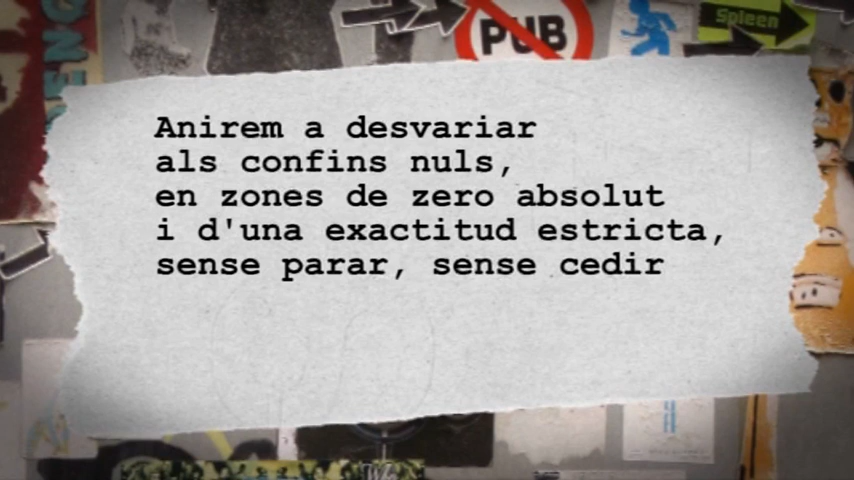 PUB
Spleen
Anirem a desvariar
als confins nuls,
en zones de zero absolut
i d'una exactitud estricta,
sense parar, sense cedir